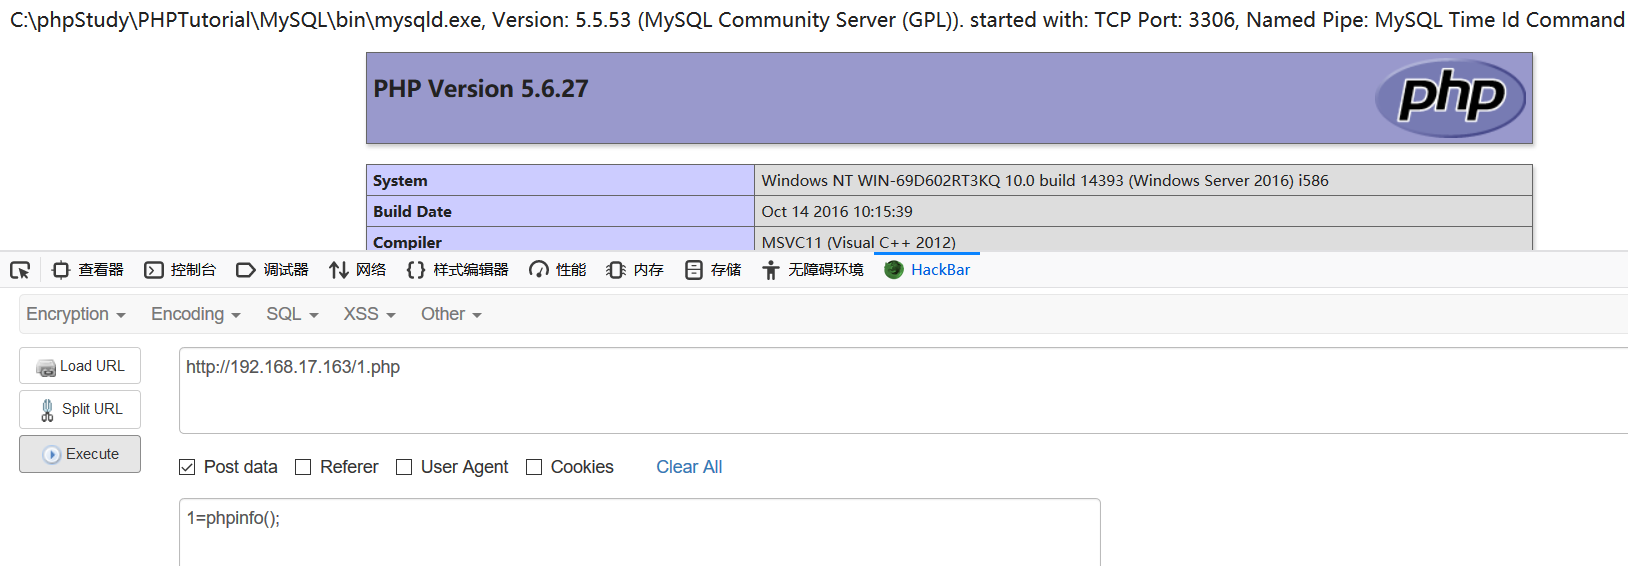 C:\phpStudy\PHPTutorial\MySQL\bin\mysqld.exe, Version: 5.5.53 (MySQL Community Server (GPL)). started with: TCP Port: 3306, Named Pipe: MySQL Time Id Command
PHP Version 5.6.27
php
System Windows NT WIN-69D602RT3KQ 10.0 build 14393 (Windows Server 2016) i586
Build Date Oct 14 2016 10:15:39
Compiler MSVC11 (Visual C++ 2012)
查看器 控制台 调试器 网络 样式编辑器 性能 内存 存储 无障碍环境 HackBar
Encryption Encoding SQL XSS Other
Load URL http://192.168.17.163/1.php
Split URL
Execute
Post data Referer User Agent Cookies Clear All
1=phpinfo();